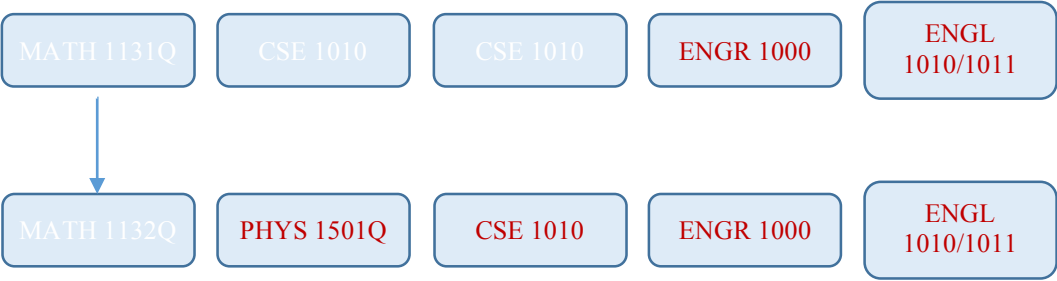 MATH 1131Q CSE 1010 CSE 1010 ENGR 1000 ENGL
1010/1011
MATH 1132Q PHYS 1501Q CSE 1010 ENGR 1000 ENGL
1010/1011